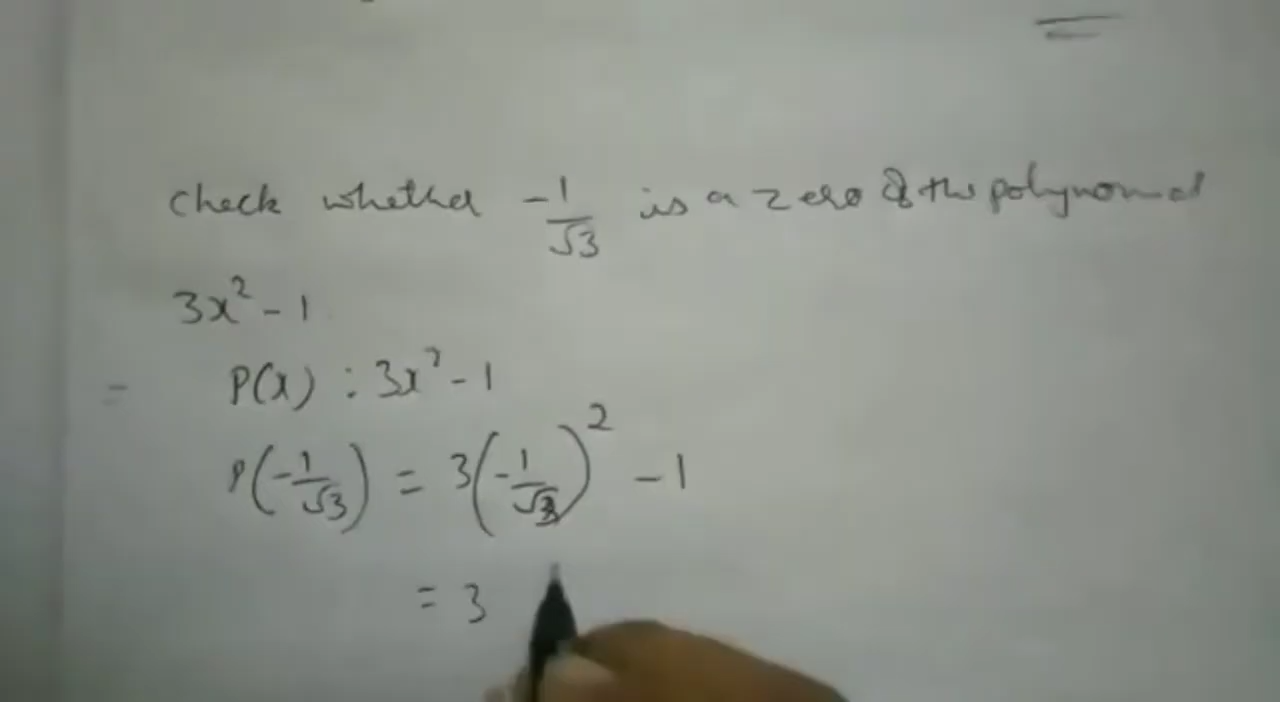 check whether -1/√3 is a zero of the polynomial
3x² - 1
= P(x) : 3x² - 1
P(-1/√3) = 3(-1/√3)² - 1
= 3